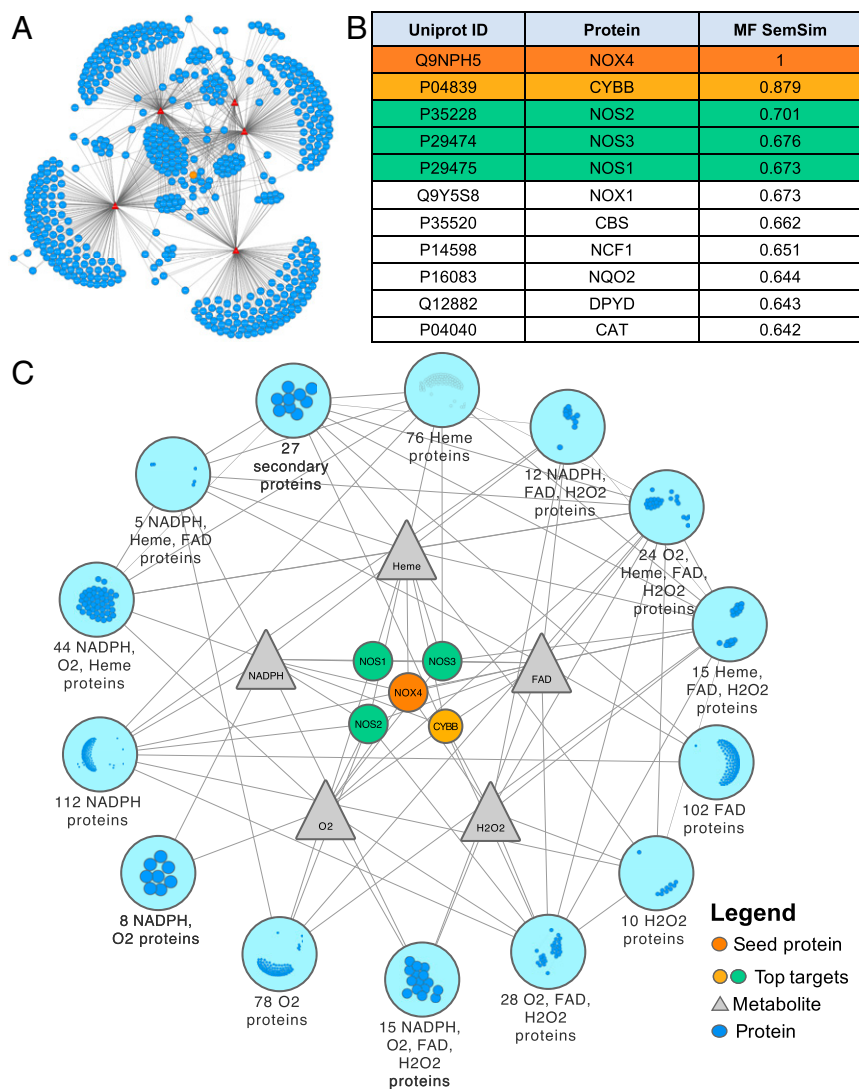 A
B
Uniprot ID Protein MF SemSim
Q9NPH5 NOX4 1
P04839 CYBB 0.879
P35228 NOS2 0.701
P29474 NOS3 0.676
P29475 NOS1 0.673
Q9Y5S8 NOX1 0.673
P35520 CBS 0.662
P14598 NCF1 0.651
P16083 NQO2 0.644
Q12882 DPYD 0.643
P04040 CAT 0.642
C
27
secondary
proteins
76 Heme
proteins
12 NADPH,
FAD, H2O2
proteins
5 NADPH,
Heme, FAD
proteins
24 O2,
Heme, FAD,
H2O2
proteins
Heme
44 NADPH,
O2, Heme
proteins
15 Heme,
FAD, H2O2
proteins
NADPH
NOS1
NOS3
FAD
NOX4
NOS2
CYBB
112 NADPH
proteins
102 FAD
proteins
O2
H2O2
8 NADPH,
O2 proteins
10 H2O2
proteins
78 O2
proteins
15 NADPH,
O2, FAD,
H2O2
proteins
28 O2, FAD,
H2O2
proteins
Legend
Seed protein
Top targets
Metabolite
Protein